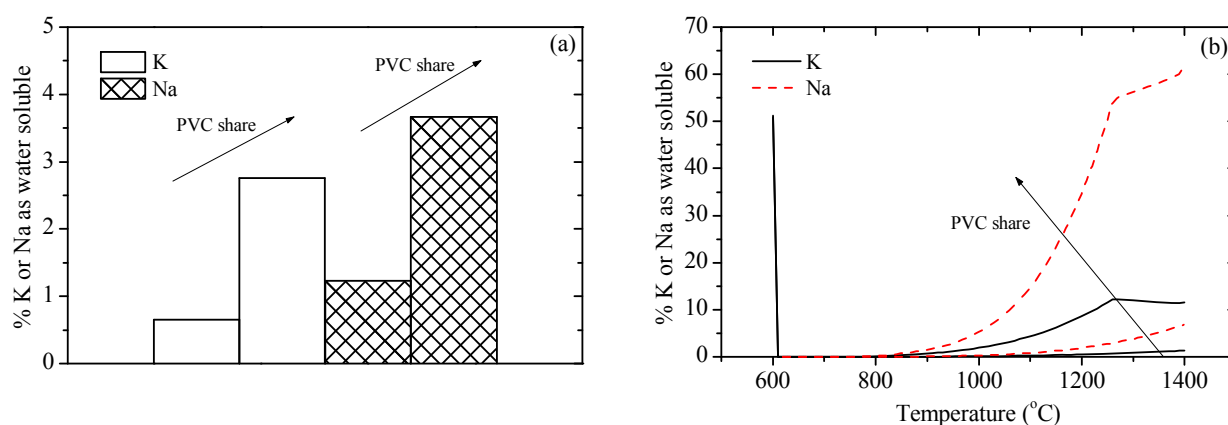 (a)
K
Na
PVC share
PVC share
% K or Na as water soluble
5
4
3
2
1
0
(b)
K
Na
PVC share
% K or Na as water soluble
70
60
50
40
30
20
10
0
600 800 1000 1200 1400
Temperature (°C)